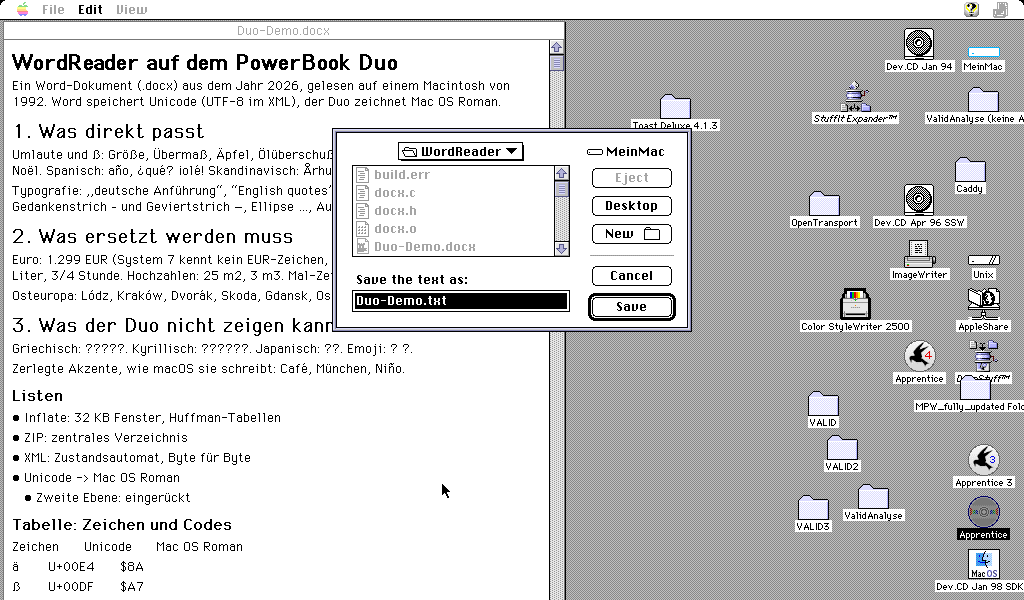 File Edit View
Duo-Demo.docx
WordReader auf dem PowerBook Duo
Ein Word-Dokument (.docx) aus dem Jahr 2026, gelesen auf einem Macintosh von
1992. Word speichert Unicode (UTF-8 im XML), der Duo zeichnet Mac OS Roman.
1. Was direkt passt
Umlaute und ß: Größe, Übermaß, Äpfel, Ölüberschuß
Noël. Spanisch: año, ¿qué? ¡olé! Skandinavisch: Århu
Typografie: „deutsche Anführung“, “English quotes”
Gedankenstrich - und Geviertstrich —, Ellipse …, Au
2. Was ersetzt werden muss
Euro: 1.299 EUR (System 7 kennt kein EUR-Zeichen,
Liter, 3/4 Stunde. Hochzahlen: 25 m2, 3 m3. Mal-Ze
Osteuropa: Lódz, Kraków, Dvorák, Skoda, Gdansk, Os
3. Was der Duo nicht zeigen kann
Griechisch: ?????. Kyrillisch: ??????. Japanisch: ??. Emoji: ? ?.
Zerlegte Akzente, wie macOS sie schreibt: Café, München, Niño.
Listen
• Inflate: 32 KB Fenster, Huffman-Tabellen
• ZIP: zentrales Verzeichnis
• XML: Zustandsautomat, Byte für Byte
• Unicode -> Mac OS Roman
• Zweite Ebene: eingerückt
Tabelle: Zeichen und Codes
Zeichen Unicode Mac OS Roman
ä U+00E4 $8A
ß U+00DF $A7
WordReader
MeinMac
build.err
docx.c
docx.h
docx.o
Duo-Demo.docx
Eject
Desktop
New
Save the text as:
Duo-Demo.txt
Cancel
Save
Dev.CD Jan 94
MeinMac
Toast Deluxe 4.1.3
StuffIt Expander™
ValidAnalyse (keine A
Caddy
OpenTransport
Dev.CD Apr 96 SSW
ImageWriter
Unix
Color StyleWriter 2500
AppleShare
4
Apprentice
MPW_fully_updated Fold
VALID
VALID2
3
Apprentice 3
VALID3
ValidAnalyse
Apprentice
MacOS
Dev.CD Jan 98 SDK